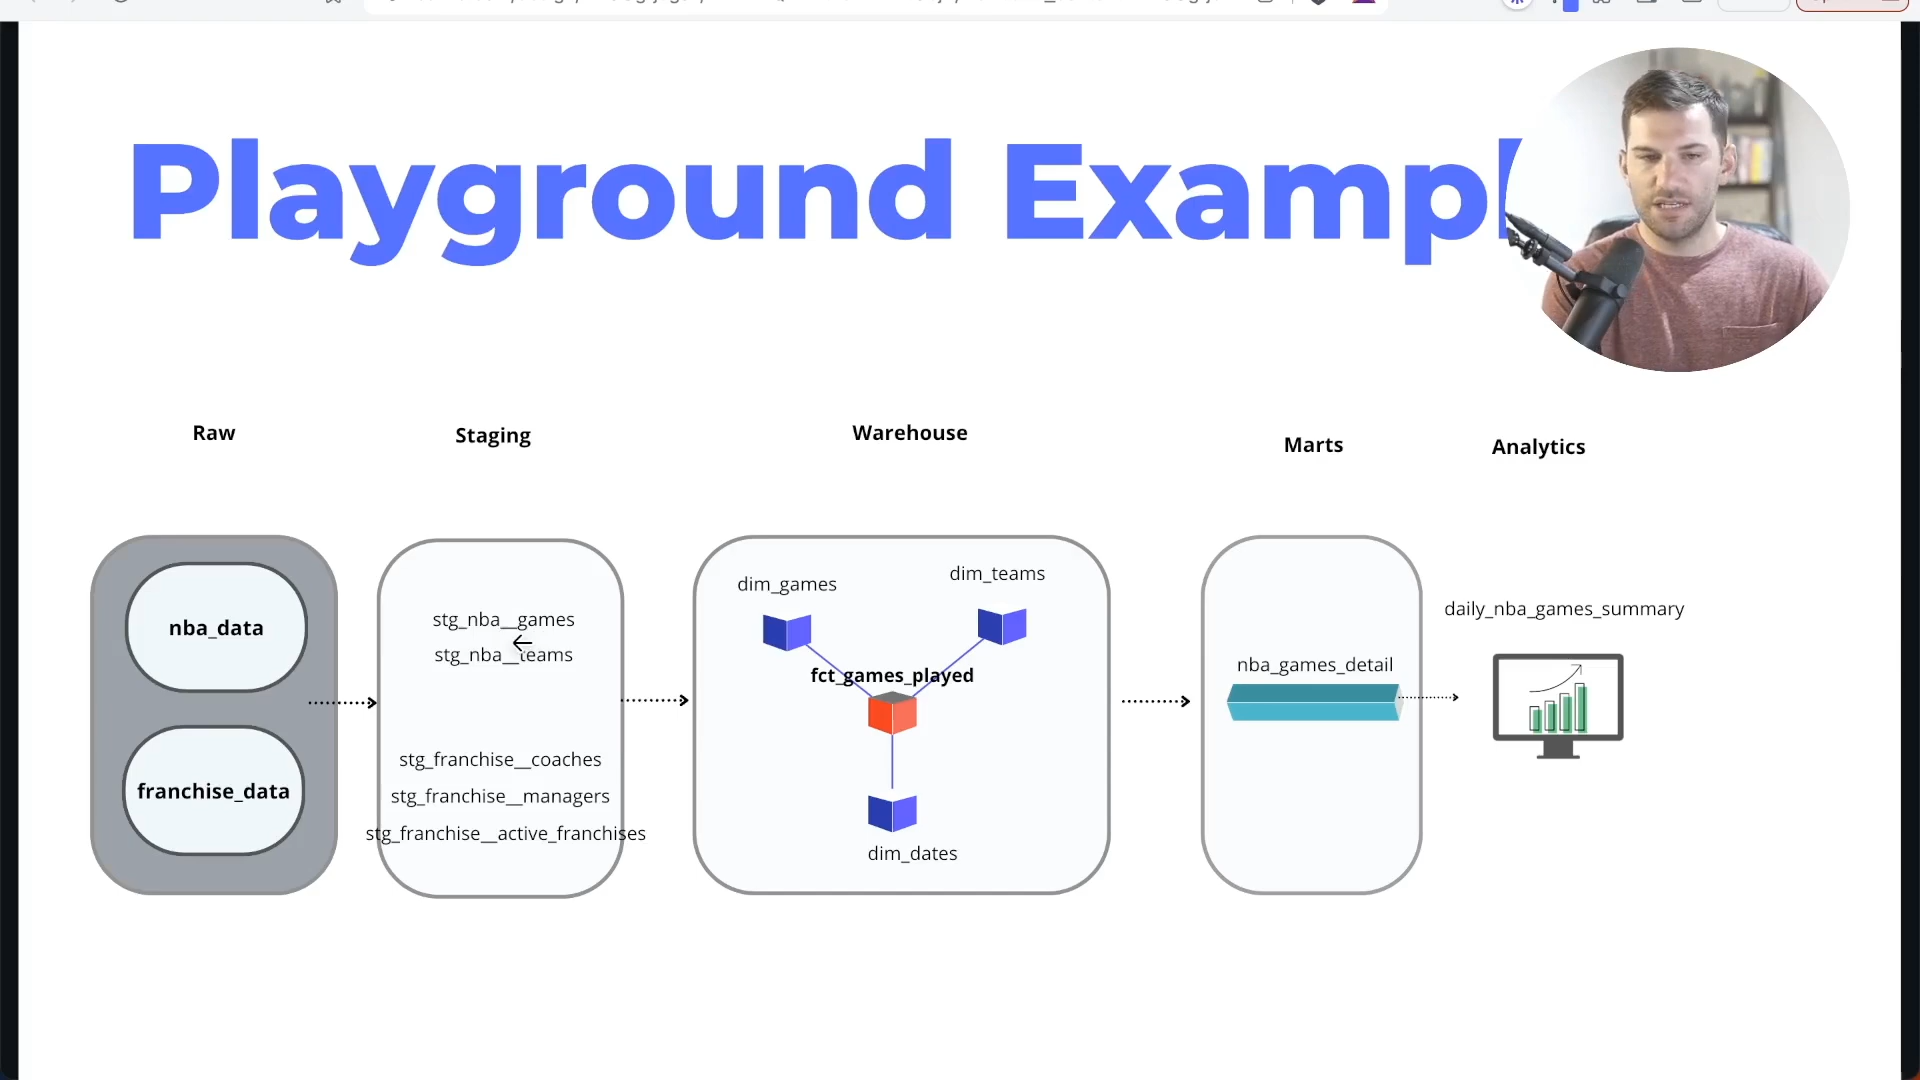 Playground Exampl
Raw
Staging
Warehouse
Marts
Analytics
nba_data
franchise_data
stg_nba__games
stg_nba__teams
stg_franchise__coaches
stg_franchise__managers
stg_franchise__active_franchises
dim_games
dim_teams
fct_games_played
dim_dates
nba_games_detail
daily_nba_games_summary